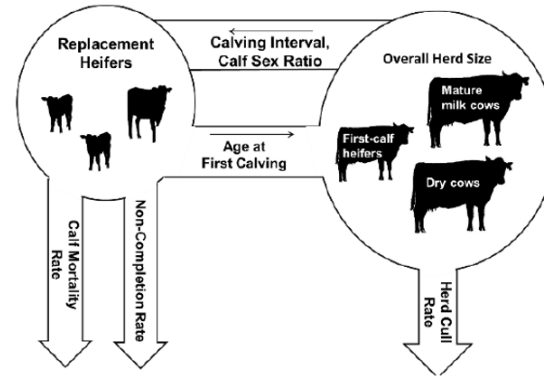 Replacement
Heifers
Calving Interval,
Calf Sex Ratio
Overall Herd Size
Mature
milk cows
First-calf
heifers
Dry cows
Age at
First Calving
Calf Mortality
Rate
Non-Completion Rate
Herd Cull
Rate